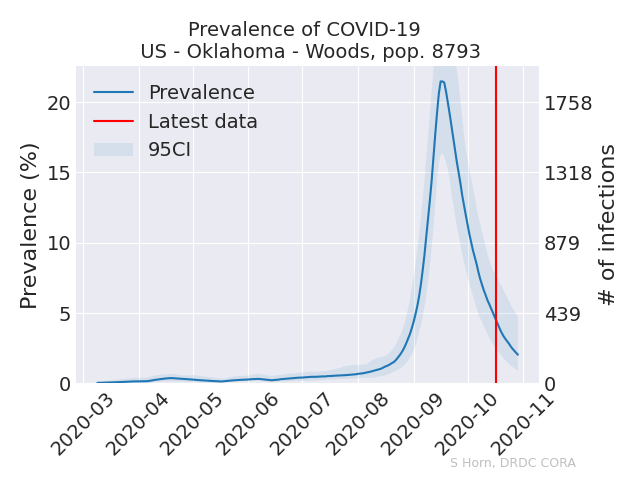 Prevalence of COVID-19
US - Oklahoma - Woods, pop. 8793
Prevalence
Latest data
95CI
Prevalence (%)
20
15
10
5
0
1758
1318
879
439
0
# of infections
2020-03
2020-04
2020-05
2020-06
2020-07
2020-08
2020-09
2020-10
2020-11
S Horn, DRDC CORA